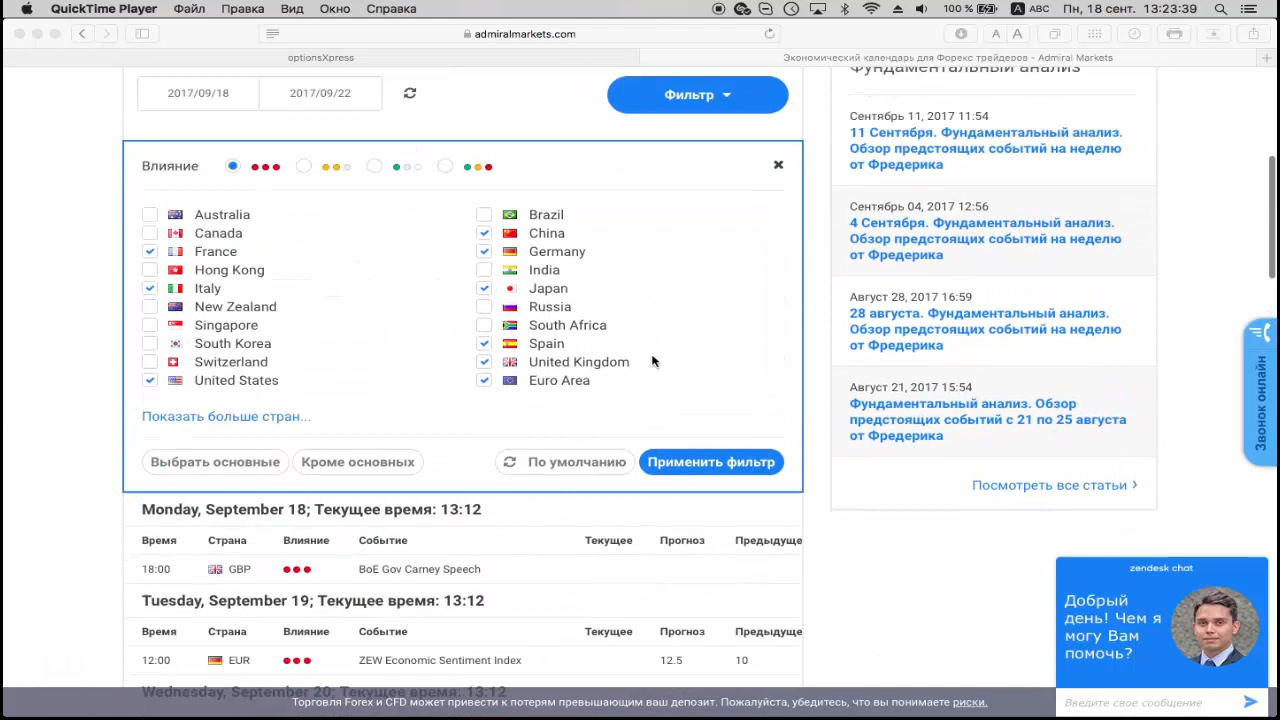 QuickTime Player Файл Правка Вид Окно Справка 100 % ABC Пн, 18 сент. 13:23:39
admiralmarkets.com
optionsXpress Экономический календарь для Форекс трейдеров - Admiral Markets
2017/09/18 2017/09/22 Фильтр
Влияние
Australia Brazil
Canada China
France Germany
Hong Kong India
Italy Japan
New Zealand Russia
Singapore South Africa
South Korea Spain
Switzerland United Kingdom
United States Euro Area
Показать больше стран...
Выбрать основные Кроме основных По умолчанию Применить фильтр
Monday, September 18; Текущее время: 13:12
Время Страна Влияние Событие Текущее Прогноз Предыдуще
18:00 GBP BoE Gov Carney Speech
Tuesday, September 19; Текущее время: 13:12
Время Страна Влияние Событие Текущее Прогноз Предыдуще
12:00 EUR ZEW Economic Sentiment Index 12.5 10
Wednesday, September 20; Текущее время: 13:12
Фундаментальный анализ
Сентябрь 11, 2017 11:54
11 Сентября. Фундаментальный анализ.
Обзор предстоящих событий на неделю
от Фредерика
Сентябрь 04, 2017 12:56
4 Сентября. Фундаментальный анализ.
Обзор предстоящих событий на неделю
от Фредерика
Август 28, 2017 16:59
28 августа. Фундаментальный анализ.
Обзор предстоящих событий на неделю
от Фредерика
Август 21, 2017 15:54
Фундаментальный анализ. Обзор
предстоящих событий с 21 по 25 августа
от Фредерика
Посмотреть все статьи
Звонок онлайн
zendesk chat
Добрый
день! Чем я
могу Вам
помочь?
Введите свое сообщение
Торговля Forex и CFD может привести к потерям превышающим ваш депозит. Пожалуйста, убедитесь, что вы понимаете риски.